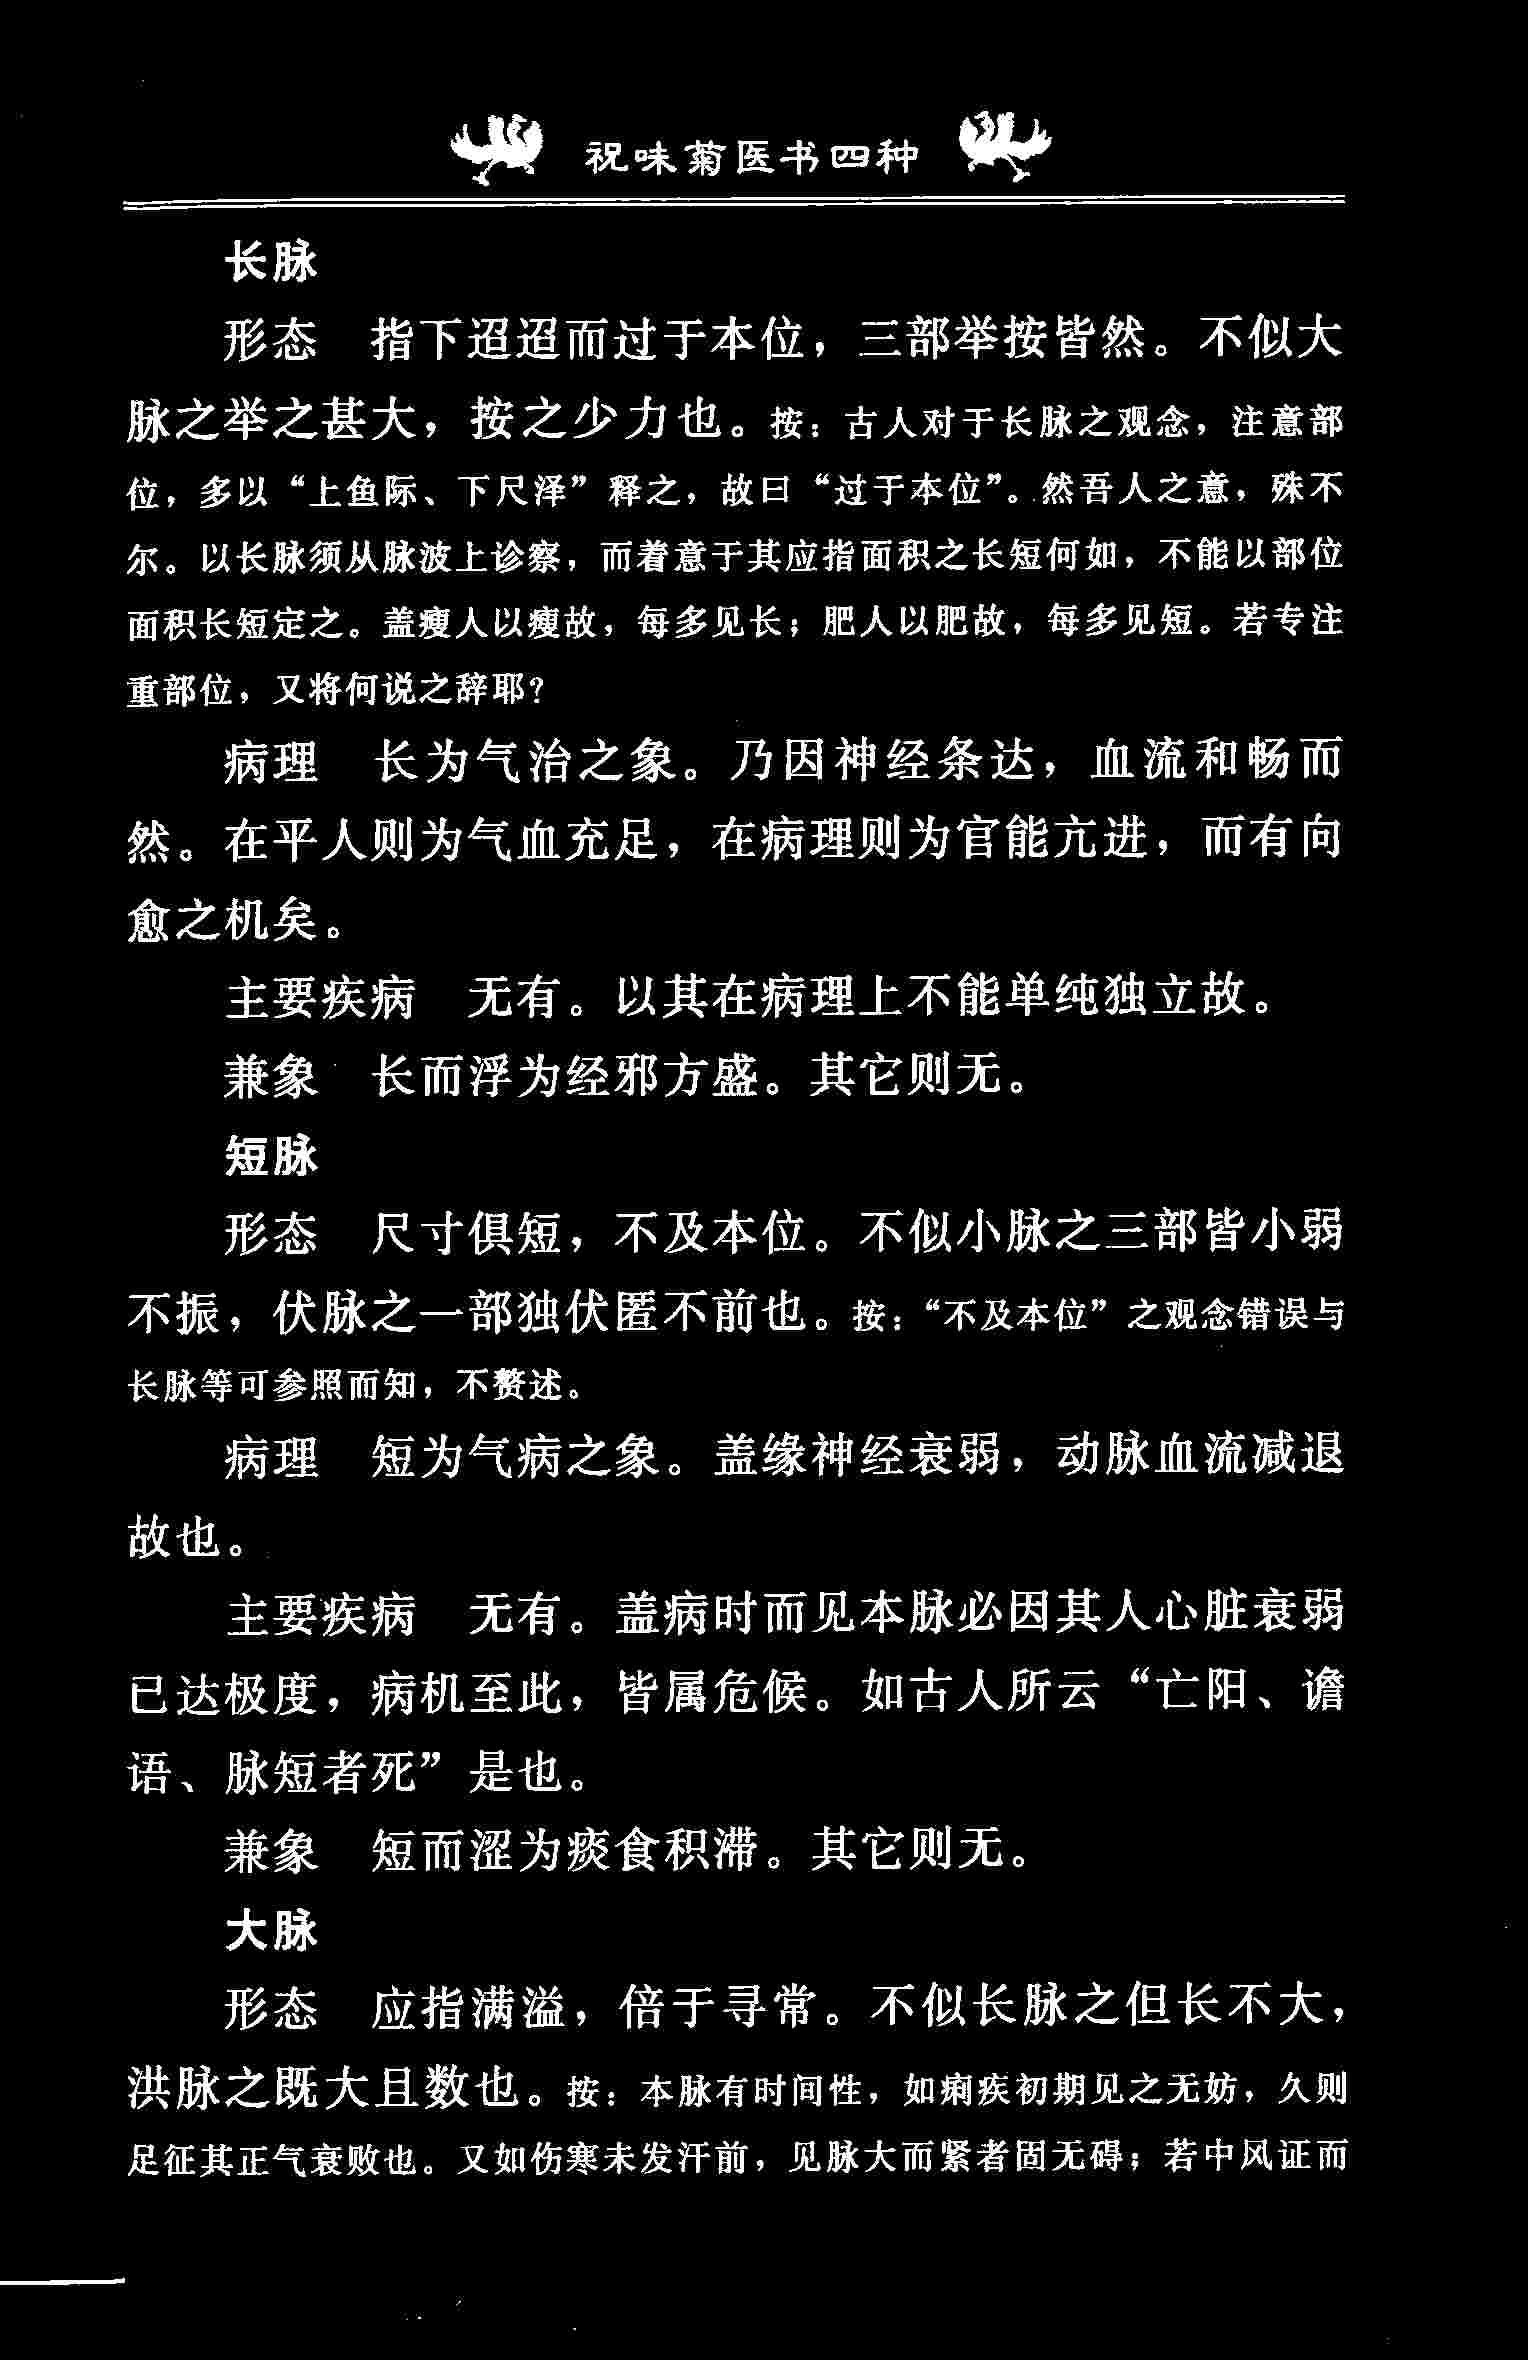 祝味菊医书四种
长脉
形态　指下迢迢而过于本位，三部举按皆然。不似大
脉之举之甚大，按之少力也。按：古人对于长脉之观念，注意部
位，多以“上鱼际、下尺泽”释之，故曰“过于本位”。然吾人之意，殊不
尔。以长脉须从脉波上诊察，而着意于其应指面积之长短何如，不能以部位
面积长短定之。盖瘦人以瘦故，每多见长；肥人以肥故，每多见短。若专注
重部位，又将何说之辞耶？
病理　长为气治之象。乃因神经条达，血流和畅而
然。在平人则为气血充足，在病理则为官能亢进，而有向
愈之机矣。
主要疾病　无有。以其在病理上不能单纯独立故。
兼象　长而浮为经邪方盛。其它则无。
短脉
形态　尺寸俱短，不及本位。不似小脉之三部皆小弱
不振，伏脉之一部独伏匿不前也。按：“不及本位”之观念错误与
长脉等可参照而知，不赘述。
病理　短为气病之象。盖缘神经衰弱，动脉血流减退
故也。
主要疾病　无有。盖病时而见本脉必因其人心脏衰弱
已达极度，病机至此，皆属危候。如古人所云“亡阳、谵
语、脉短者死”是也。
兼象　短而涩为痰食积滞。其它则无。
大脉
形态　应指满溢，倍于寻常。不似长脉之但长不大，
洪脉之既大且数也。按：本脉有时间性，如痢疾初期见之无妨，久则
足征其正气衰败也。又如伤寒未发汗前，见脉大而紧者固无碍；若中风证而